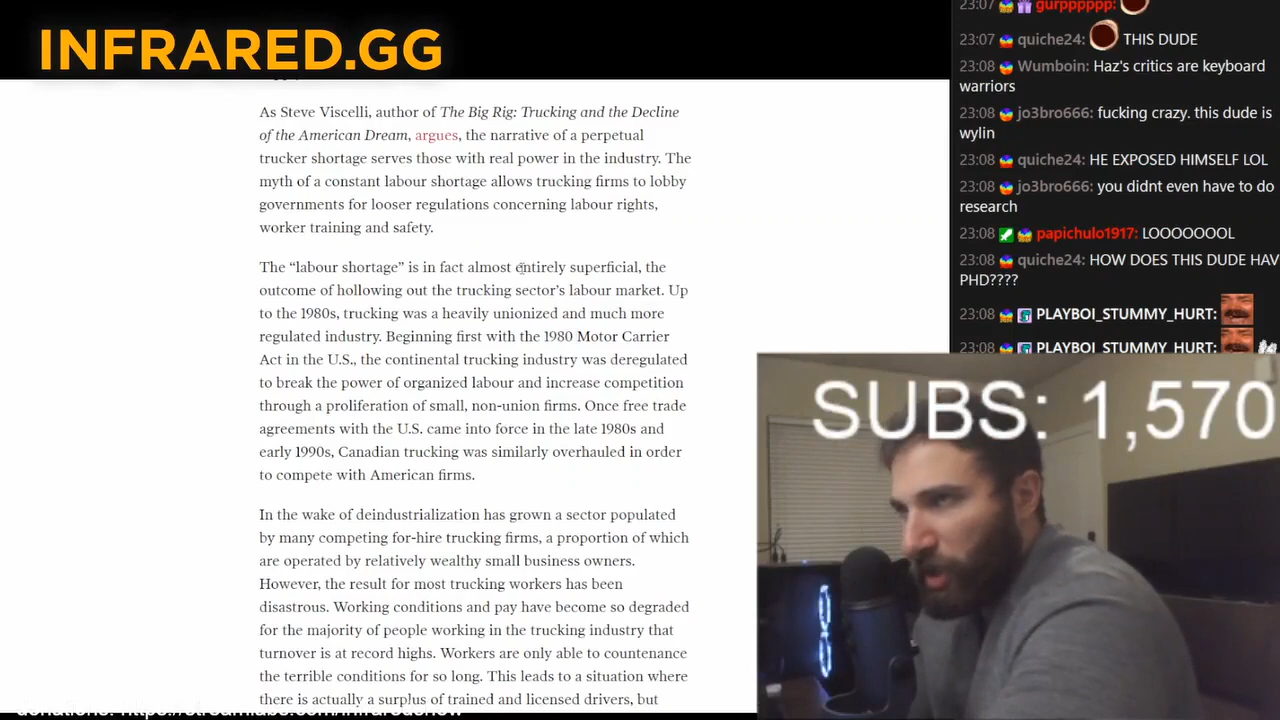 INFRARED.GG
As Steve Viscelli, author of The Big Rig: Trucking and the Decline
of the American Dream, argues, the narrative of a perpetual
trucker shortage serves those with real power in the industry. The
myth of a constant labour shortage allows trucking firms to lobby
governments for looser regulations concerning labour rights,
worker training and safety.
The “labour shortage” is in fact almost entirely superficial, the
outcome of hollowing out the trucking sector’s labour market. Up
to the 1980s, trucking was a heavily unionized and much more
regulated industry. Beginning first with the 1980 Motor Carrier
Act in the U.S., the continental trucking industry was deregulated
to break the power of organized labour and increase competition
through a proliferation of small, non-union firms. Once free trade
agreements with the U.S. came into force in the late 1980s and
early 1990s, Canadian trucking was similarly overhauled in order
to compete with American firms.
In the wake of deindustrialization has grown a sector populated
by many competing for-hire trucking firms, a proportion of which
are operated by relatively wealthy small business owners.
However, the result for most trucking workers has been
disastrous. Working conditions and pay have become so degraded
for the majority of people working in the trucking industry that
turnover is at record highs. Workers are only able to countenance
the terrible conditions for so long. This leads to a situation where
there is actually a surplus of trained and licensed drivers, but
23:07 gurpppppp:
23:07 quiche24: THIS DUDE
23:08 Wumboin: Haz's critics are keyboard
warriors
23:08 jo3bro666: fucking crazy. this dude is
wylin
23:08 quiche24: HE EXPOSED HIMSELF LOL
23:08 jo3bro666: you didnt even have to do
research
23:08 papichulo1917: LOOOOOOOL
23:08 quiche24: HOW DOES THIS DUDE HAV
PHD????
23:08 PLAYBOI_STUMMY_HURT:
23:08 PLAYBOI_STUMMY_HURT:
SUBS: 1,570